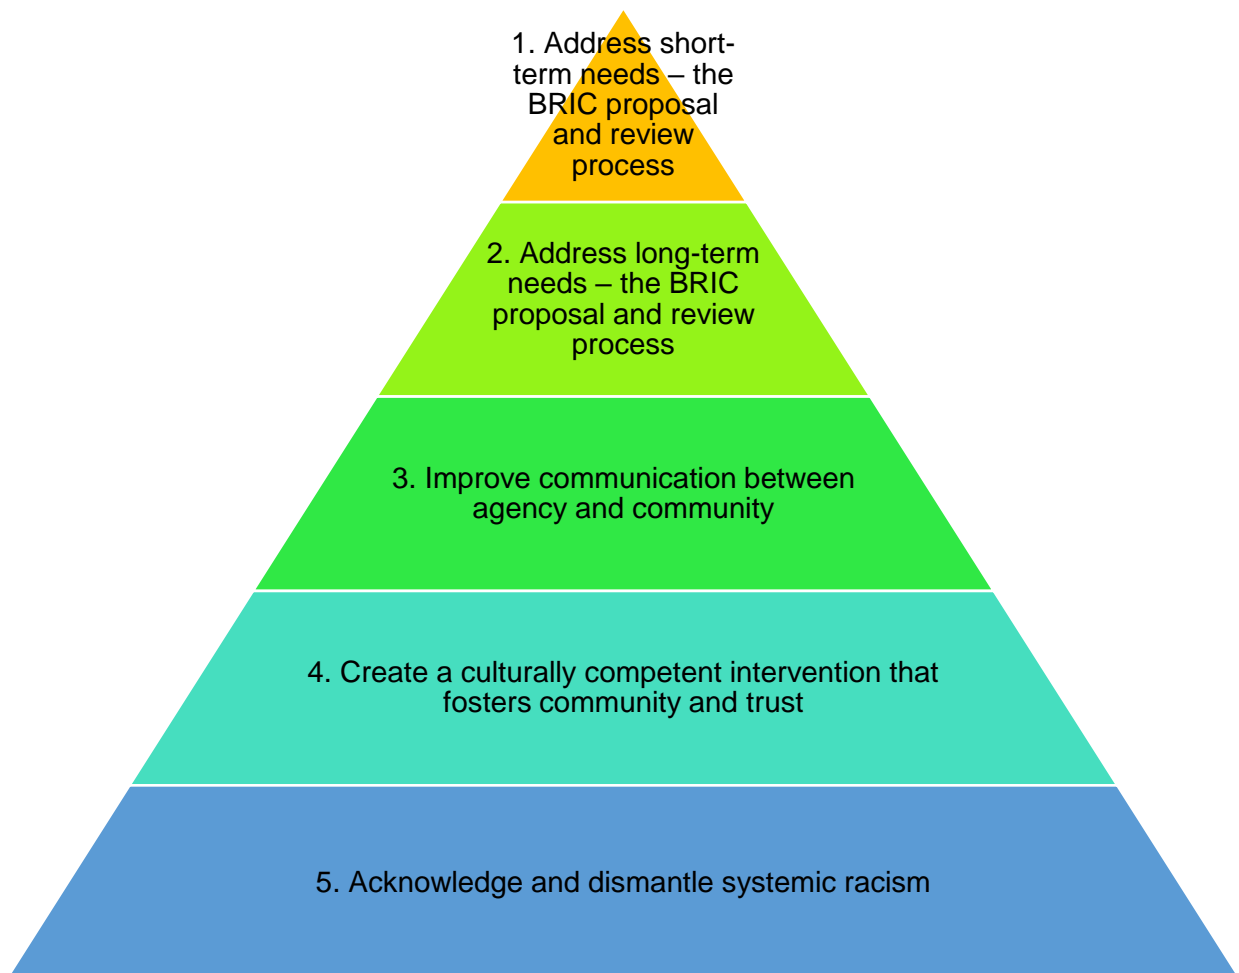 1. Address short-
term needs – the
BRIC proposal
and review
process
2. Address long-term
needs – the BRIC
proposal and review
process
3. Improve communication between
agency and community
4. Create a culturally competent intervention that
fosters community and trust
5. Acknowledge and dismantle systemic racism